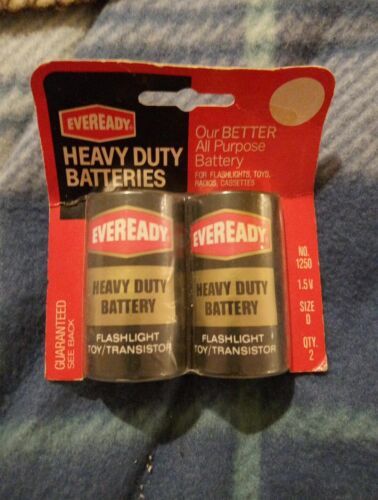 EVEREADY
HEAVY DUTY
BATTERIES
Our BETTER
All Purpose
Battery
FOR FLASHLIGHTS, TOYS,
RADIOS, CASSETTES
EVEREADY
HEAVY DUTY
BATTERY
FLASHLIGHT
TOY/TRANSISTOR
EVEREADY
HEAVY DUTY
BATTERY
FLASHLIGHT
TOY/TRANSISTOR
NO.
1250
1.5 V
SIZE
D
QTY.
2
GUARANTEED
SEE BACK